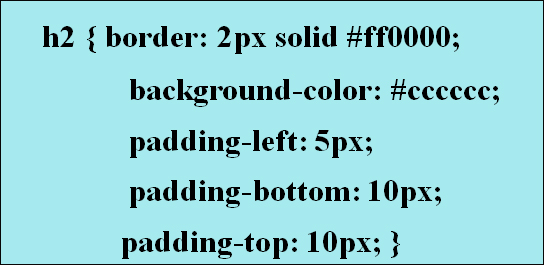 h2 { border: 2px solid #ff0000;
background-color: #cccccc;
padding-left: 5px;
padding-bottom: 10px;
padding-top: 10px; }